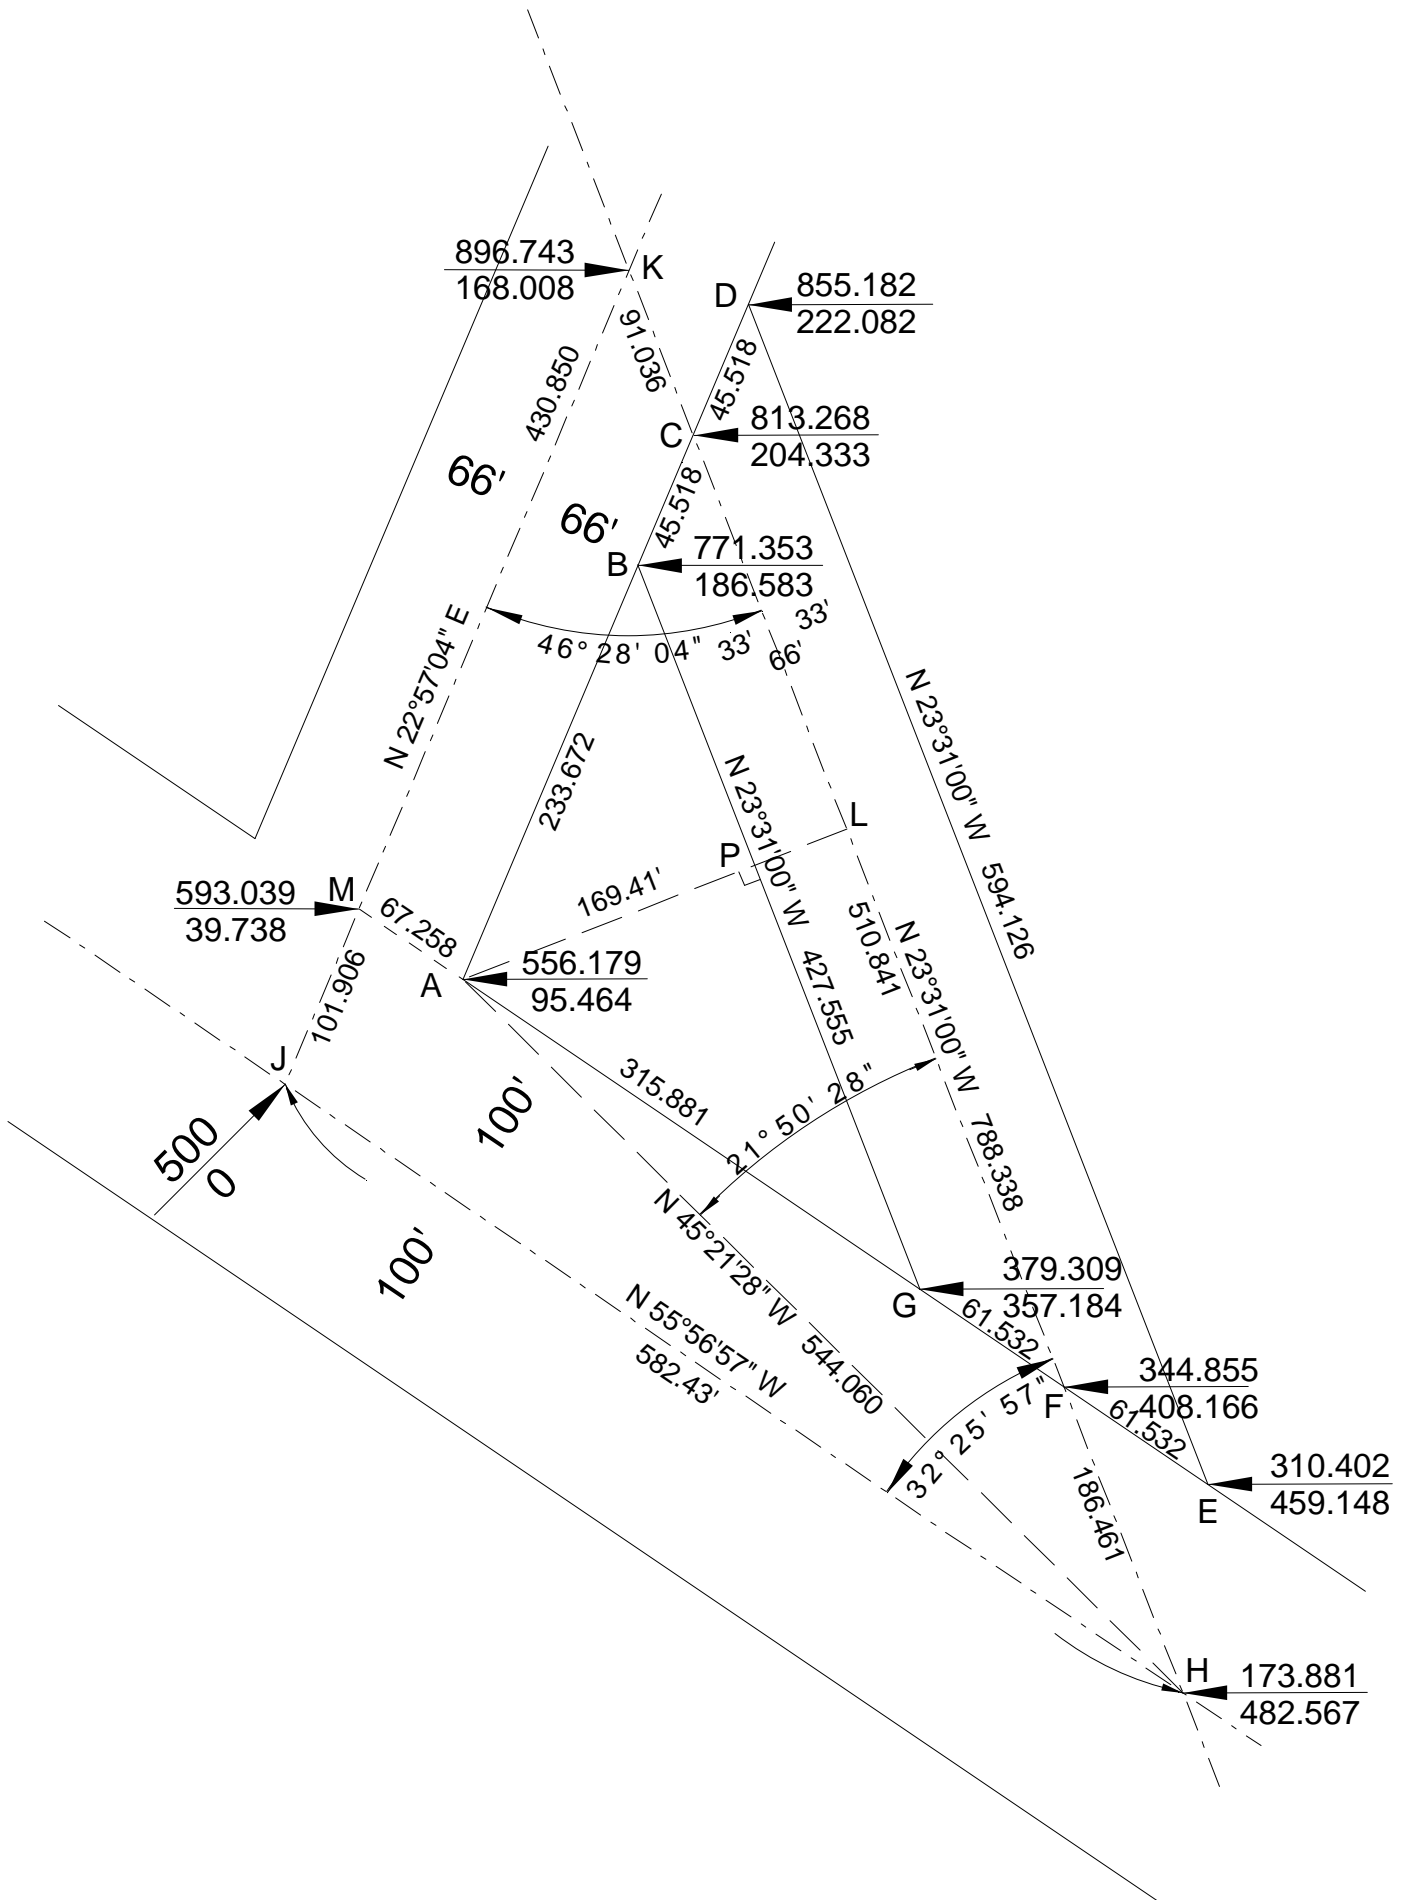 896.743
168.008
K
D
855.182
222.082
91.036
430.850
45.518
C
813.268
204.333
66'
66'
45.518
B
771.353
186.583
33'
46° 28' 04"
33'
66'
N 22°57'04" E
N 23°31'00" W 594.126
233.672
N 23°31'00" W 427.555
L
P
169.41'
M
593.039
39.738
67.258
510.841
N 23°31'00" W 788.338
A
556.179
95.464
101.906
J
315.881
100'
21° 50' 28"
500
0
100'
N 45°21'28" W 544.060
379.309
357.184
G
61.532
N 55°56'57" W
582.43'
344.855
408.166
F
32° 25' 57"
61.532
310.402
459.148
E
186.461
H
173.881
482.567